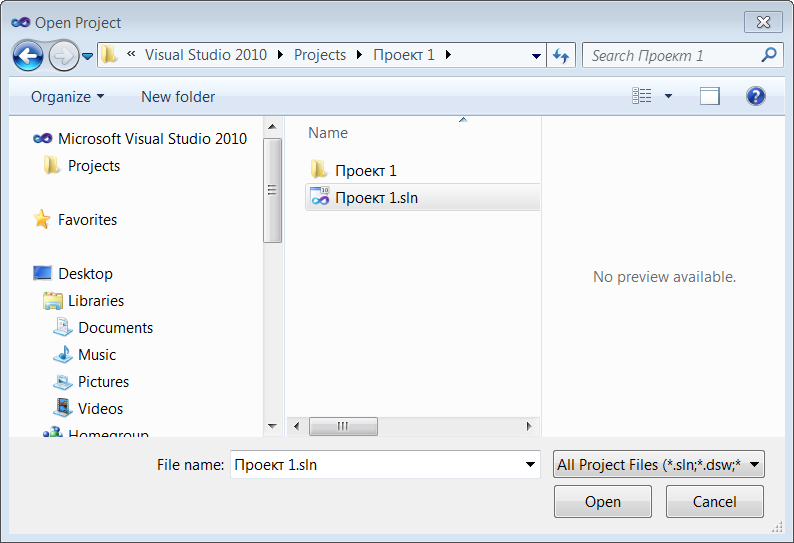 Open Project
« Visual Studio 2010 Projects Проект 1
Search Проект 1
Organize New folder
Microsoft Visual Studio 2010
Projects
Favorites
Desktop
Libraries
Documents
Music
Pictures
Videos
Homegroup
Name
Проект 1
Проект 1.sln
No preview available.
File name: Проект 1.sln
All Project Files (*.sln;*.dsw;*
Open Cancel